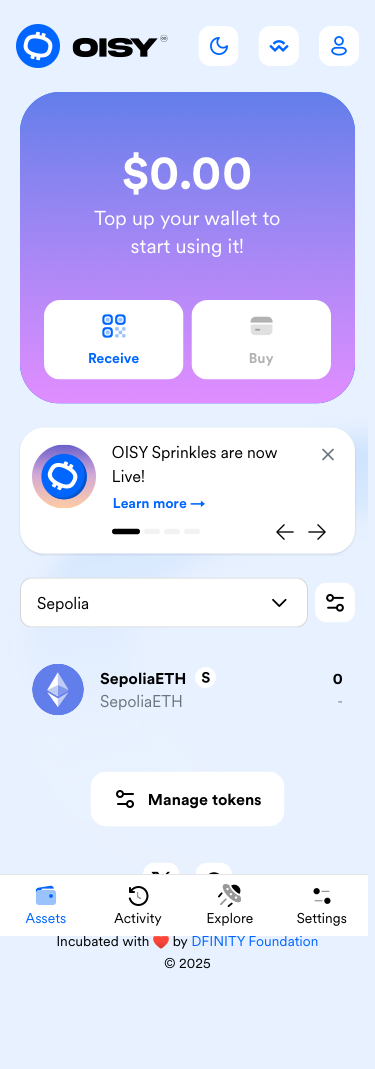 OISY
$0.00
Top up your wallet to
start using it!
Receive
Buy
OISY Sprinkles are now
Live!
Learn more →
Sepolia
SepoliaETH S
0
SepoliaETH
-
Manage tokens
Assets
Activity
Explore
Settings
Incubated with ❤️ by DFINITY Foundation
© 2025